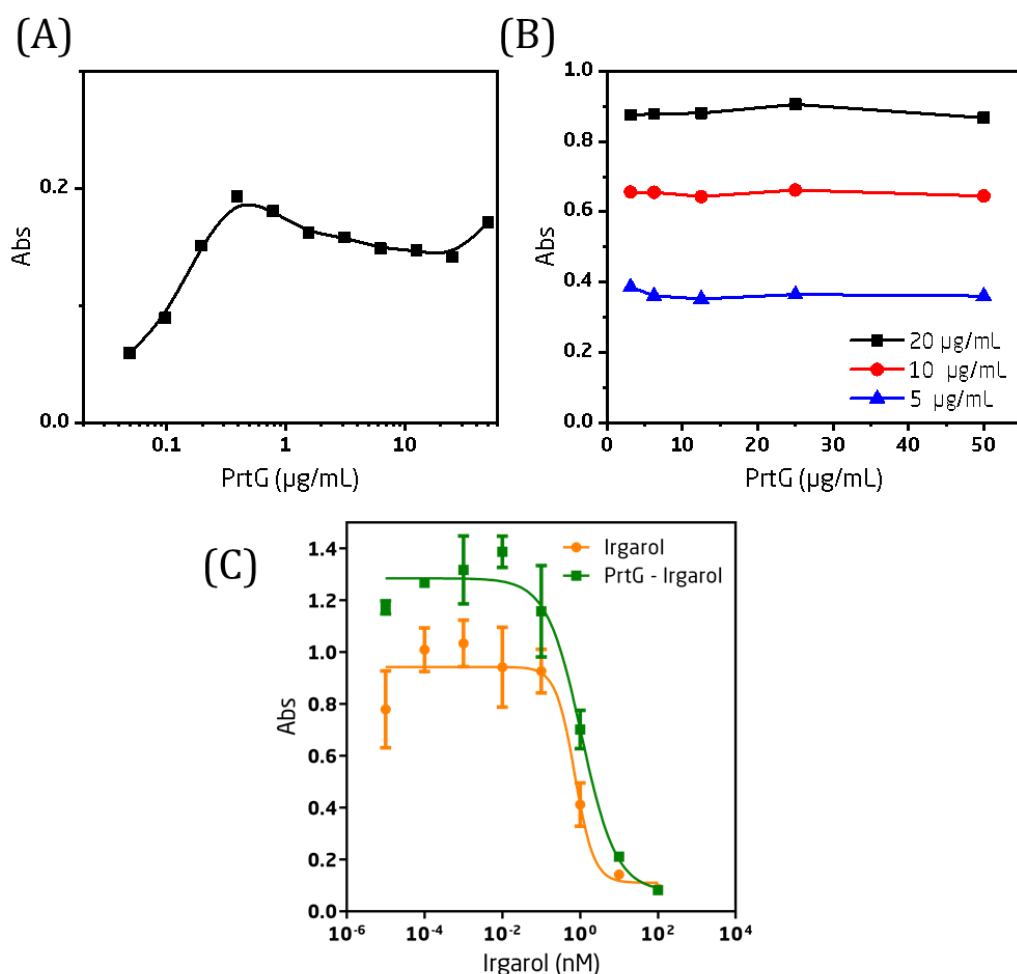 (A)
Abs
0.2
0.0
0.1
1
10
PrtG (µg/mL)
(B)
Abs
1.0
0.8
0.6
0.4
0.2
0.0
20 µg/mL
10 µg/mL
5 µg/mL
0
10
20
30
40
50
PrtG (µg/mL)
(C)
Abs
1.4
1.2
1.0
0.8
0.6
0.4
0.2
0.0
Irgarol
PrtG - Irgarol
10⁻⁶
10⁻⁴
10⁻²
10⁰
10²
10⁴
Irgarol (nM)